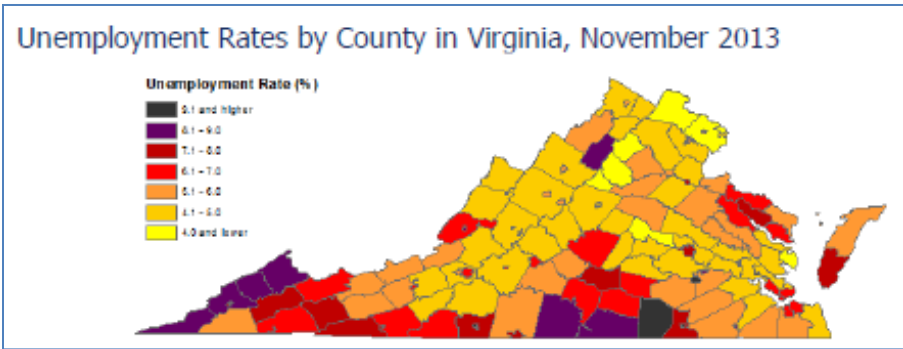 Unemployment Rates by County in Virginia, November 2013
Unemployment Rate (%)
9.1 and higher
8.1 - 9.0
7.1 - 8.0
6.1 - 7.0
5.1 - 6.0
4.1 - 5.0
4.0 and lower